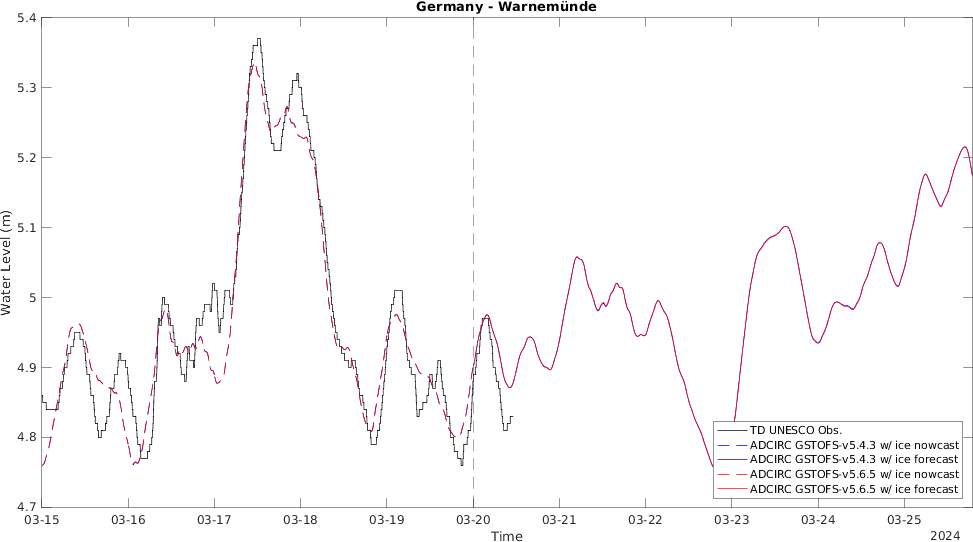 Germany - Warnemünde
5.4
5.3
5.2
5.1
5
4.9
4.8
4.7
Water Level (m)
TD UNESCO Obs.
ADCIRC GSTOFS-v5.4.3 w/ ice nowcast
ADCIRC GSTOFS-v5.4.3 w/ ice forecast
ADCIRC GSTOFS-v5.6.5 w/ ice nowcast
ADCIRC GSTOFS-v5.6.5 w/ ice forecast
03-15 03-16 03-17 03-18 03-19 03-20 03-21 03-22 03-23 03-24 03-25
Time
2024